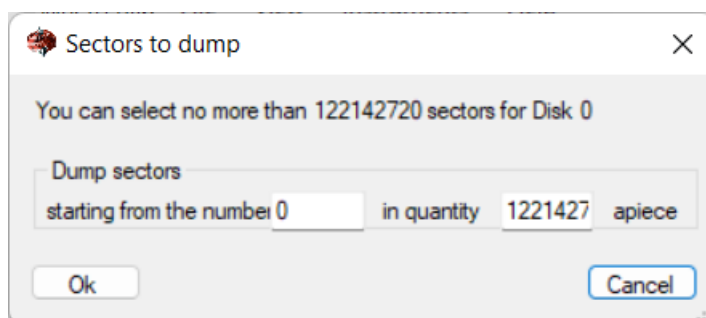 Sectors to dump
You can select no more than 122142720 sectors for Disk 0
Dump sectors
starting from the number 0 in quantity 1221427 apiece
Ok Cancel